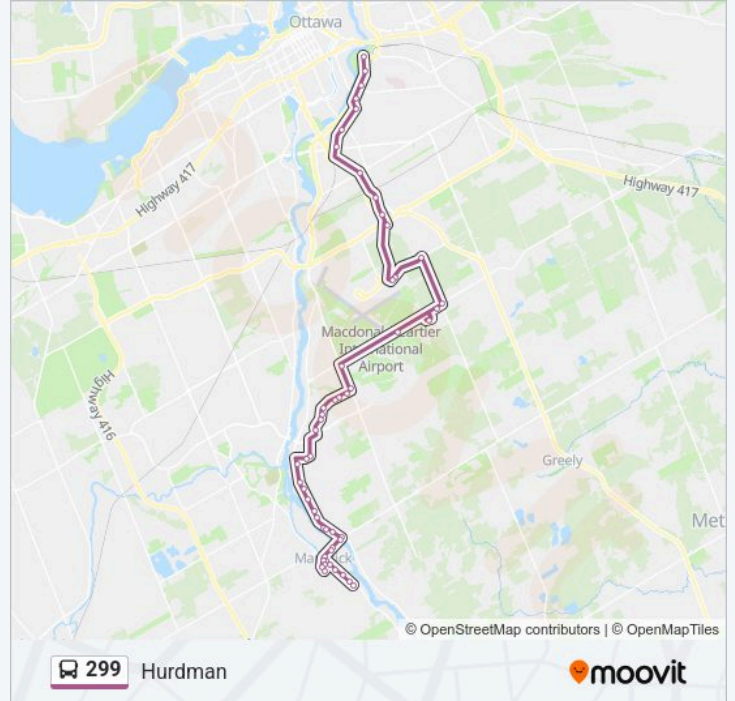 Ottawa
Highway 417
Highway 417
Macdonald-Cartier
International
Airport
Highway 416
Greely
Met
© OpenStreetMap contributors | © OpenMapTiles
299 Hurdman
moovit